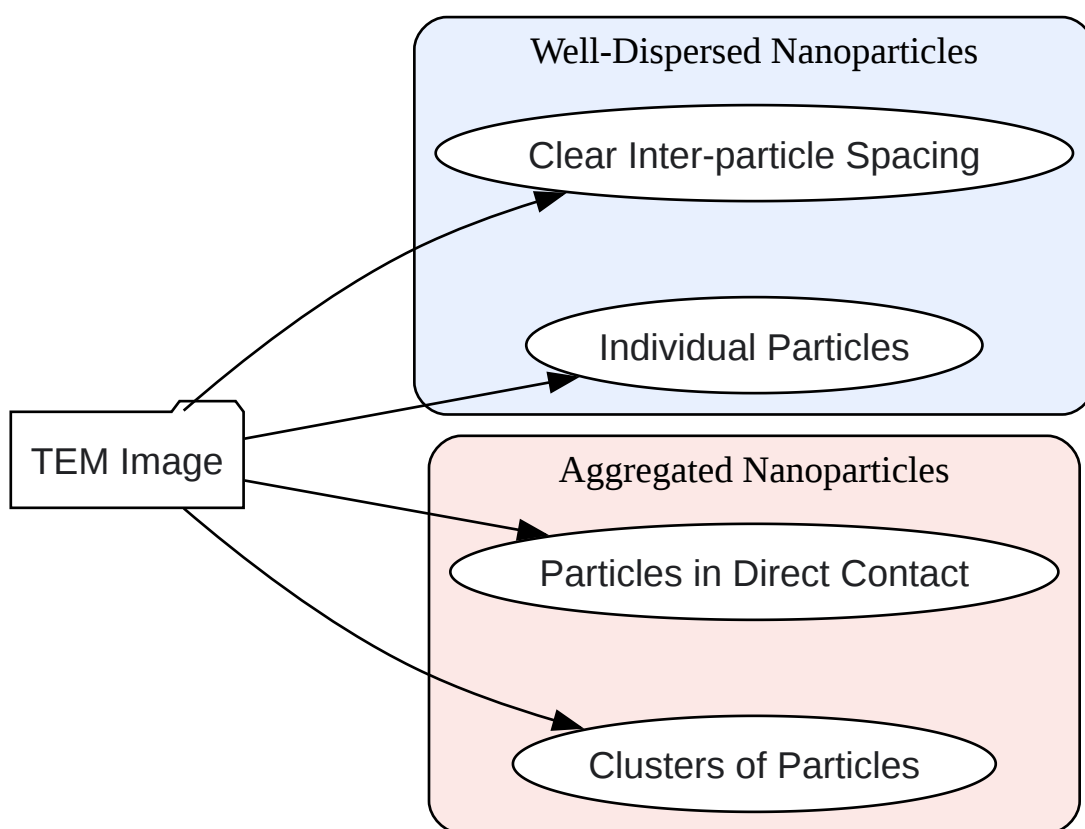 Well-Dispersed Nanoparticles
Clear Inter-particle Spacing
Individual Particles
TEM Image
Aggregated Nanoparticles
Particles in Direct Contact
Clusters of Particles